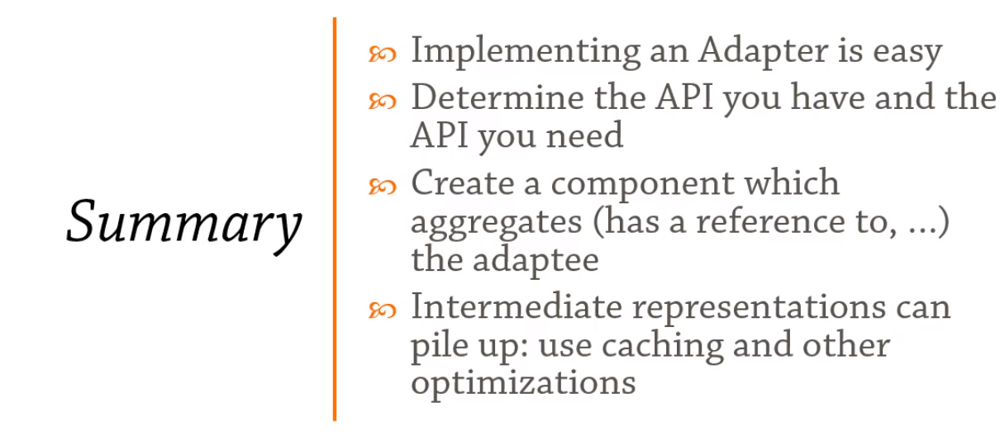 Summary
Implementing an Adapter is easy
Determine the API you have and the
API you need
Create a component which
aggregates (has a reference to, ...)
the adaptee
Intermediate representations can
pile up: use caching and other
optimizations